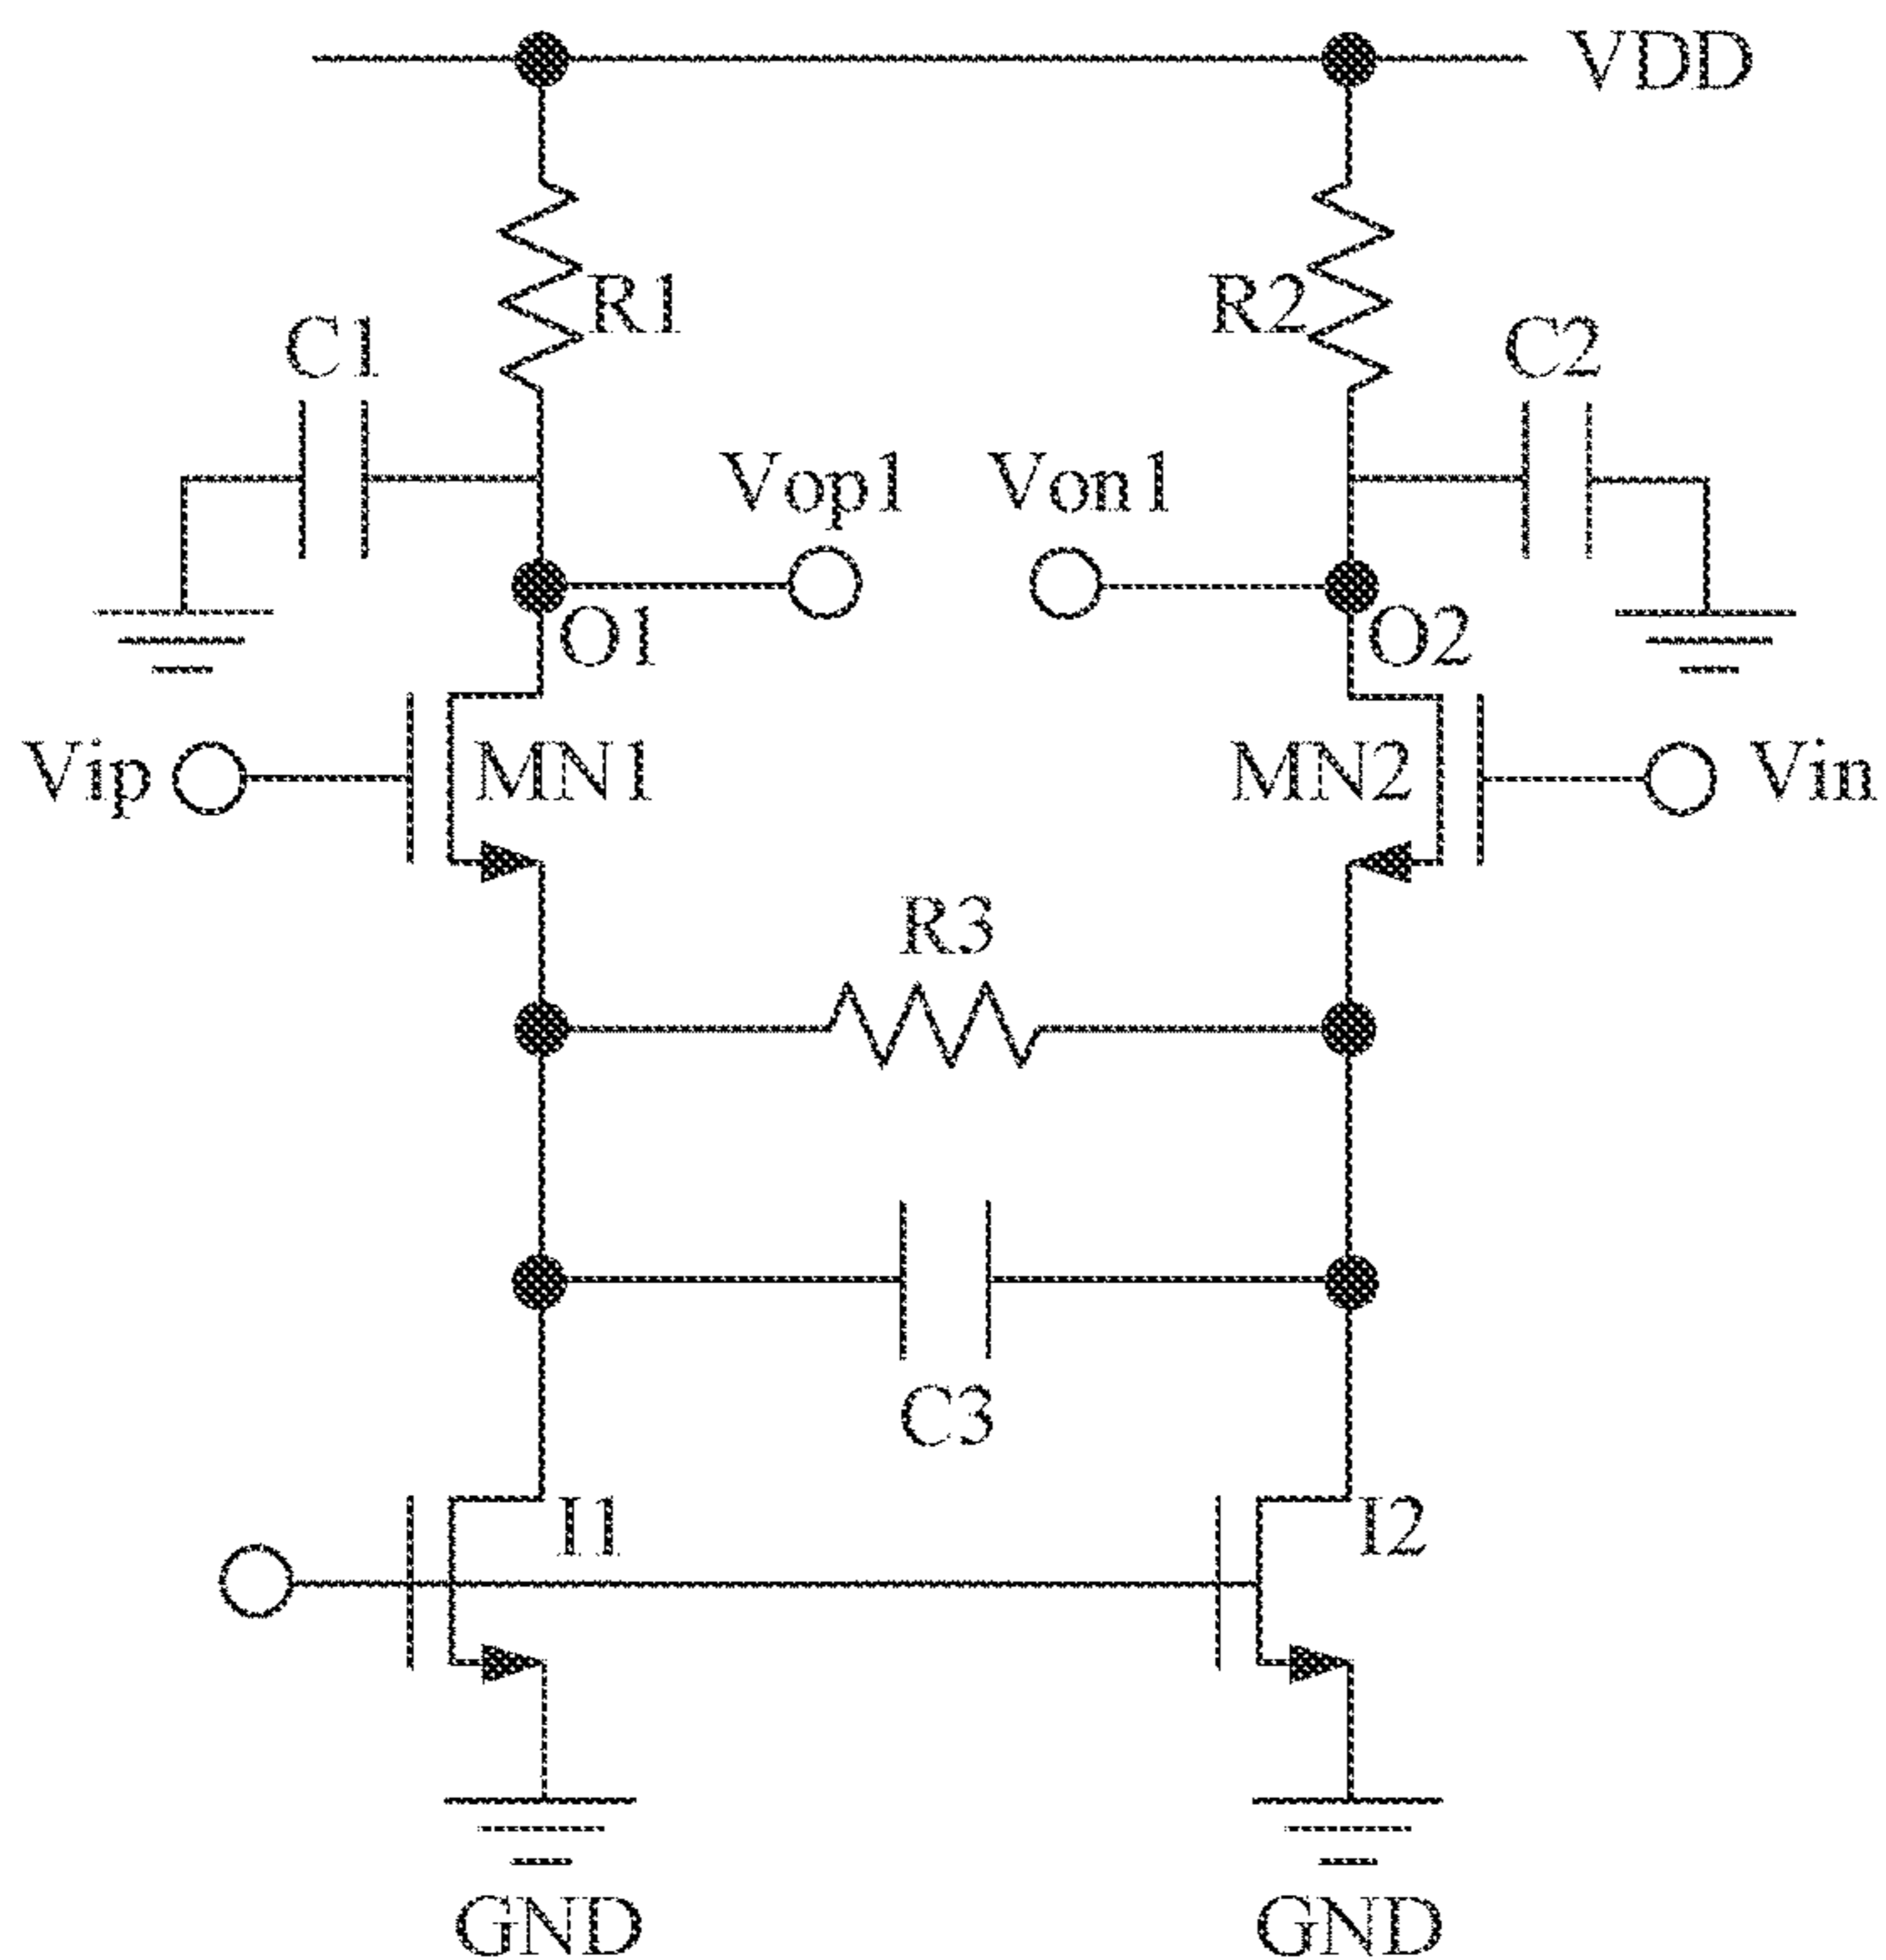 VDD
R1
R2
C1
C2
Vop1
Von1
O1
O2
Vip
MN1
MN2
Vin
R3
C3
I1
I2
GND
GND